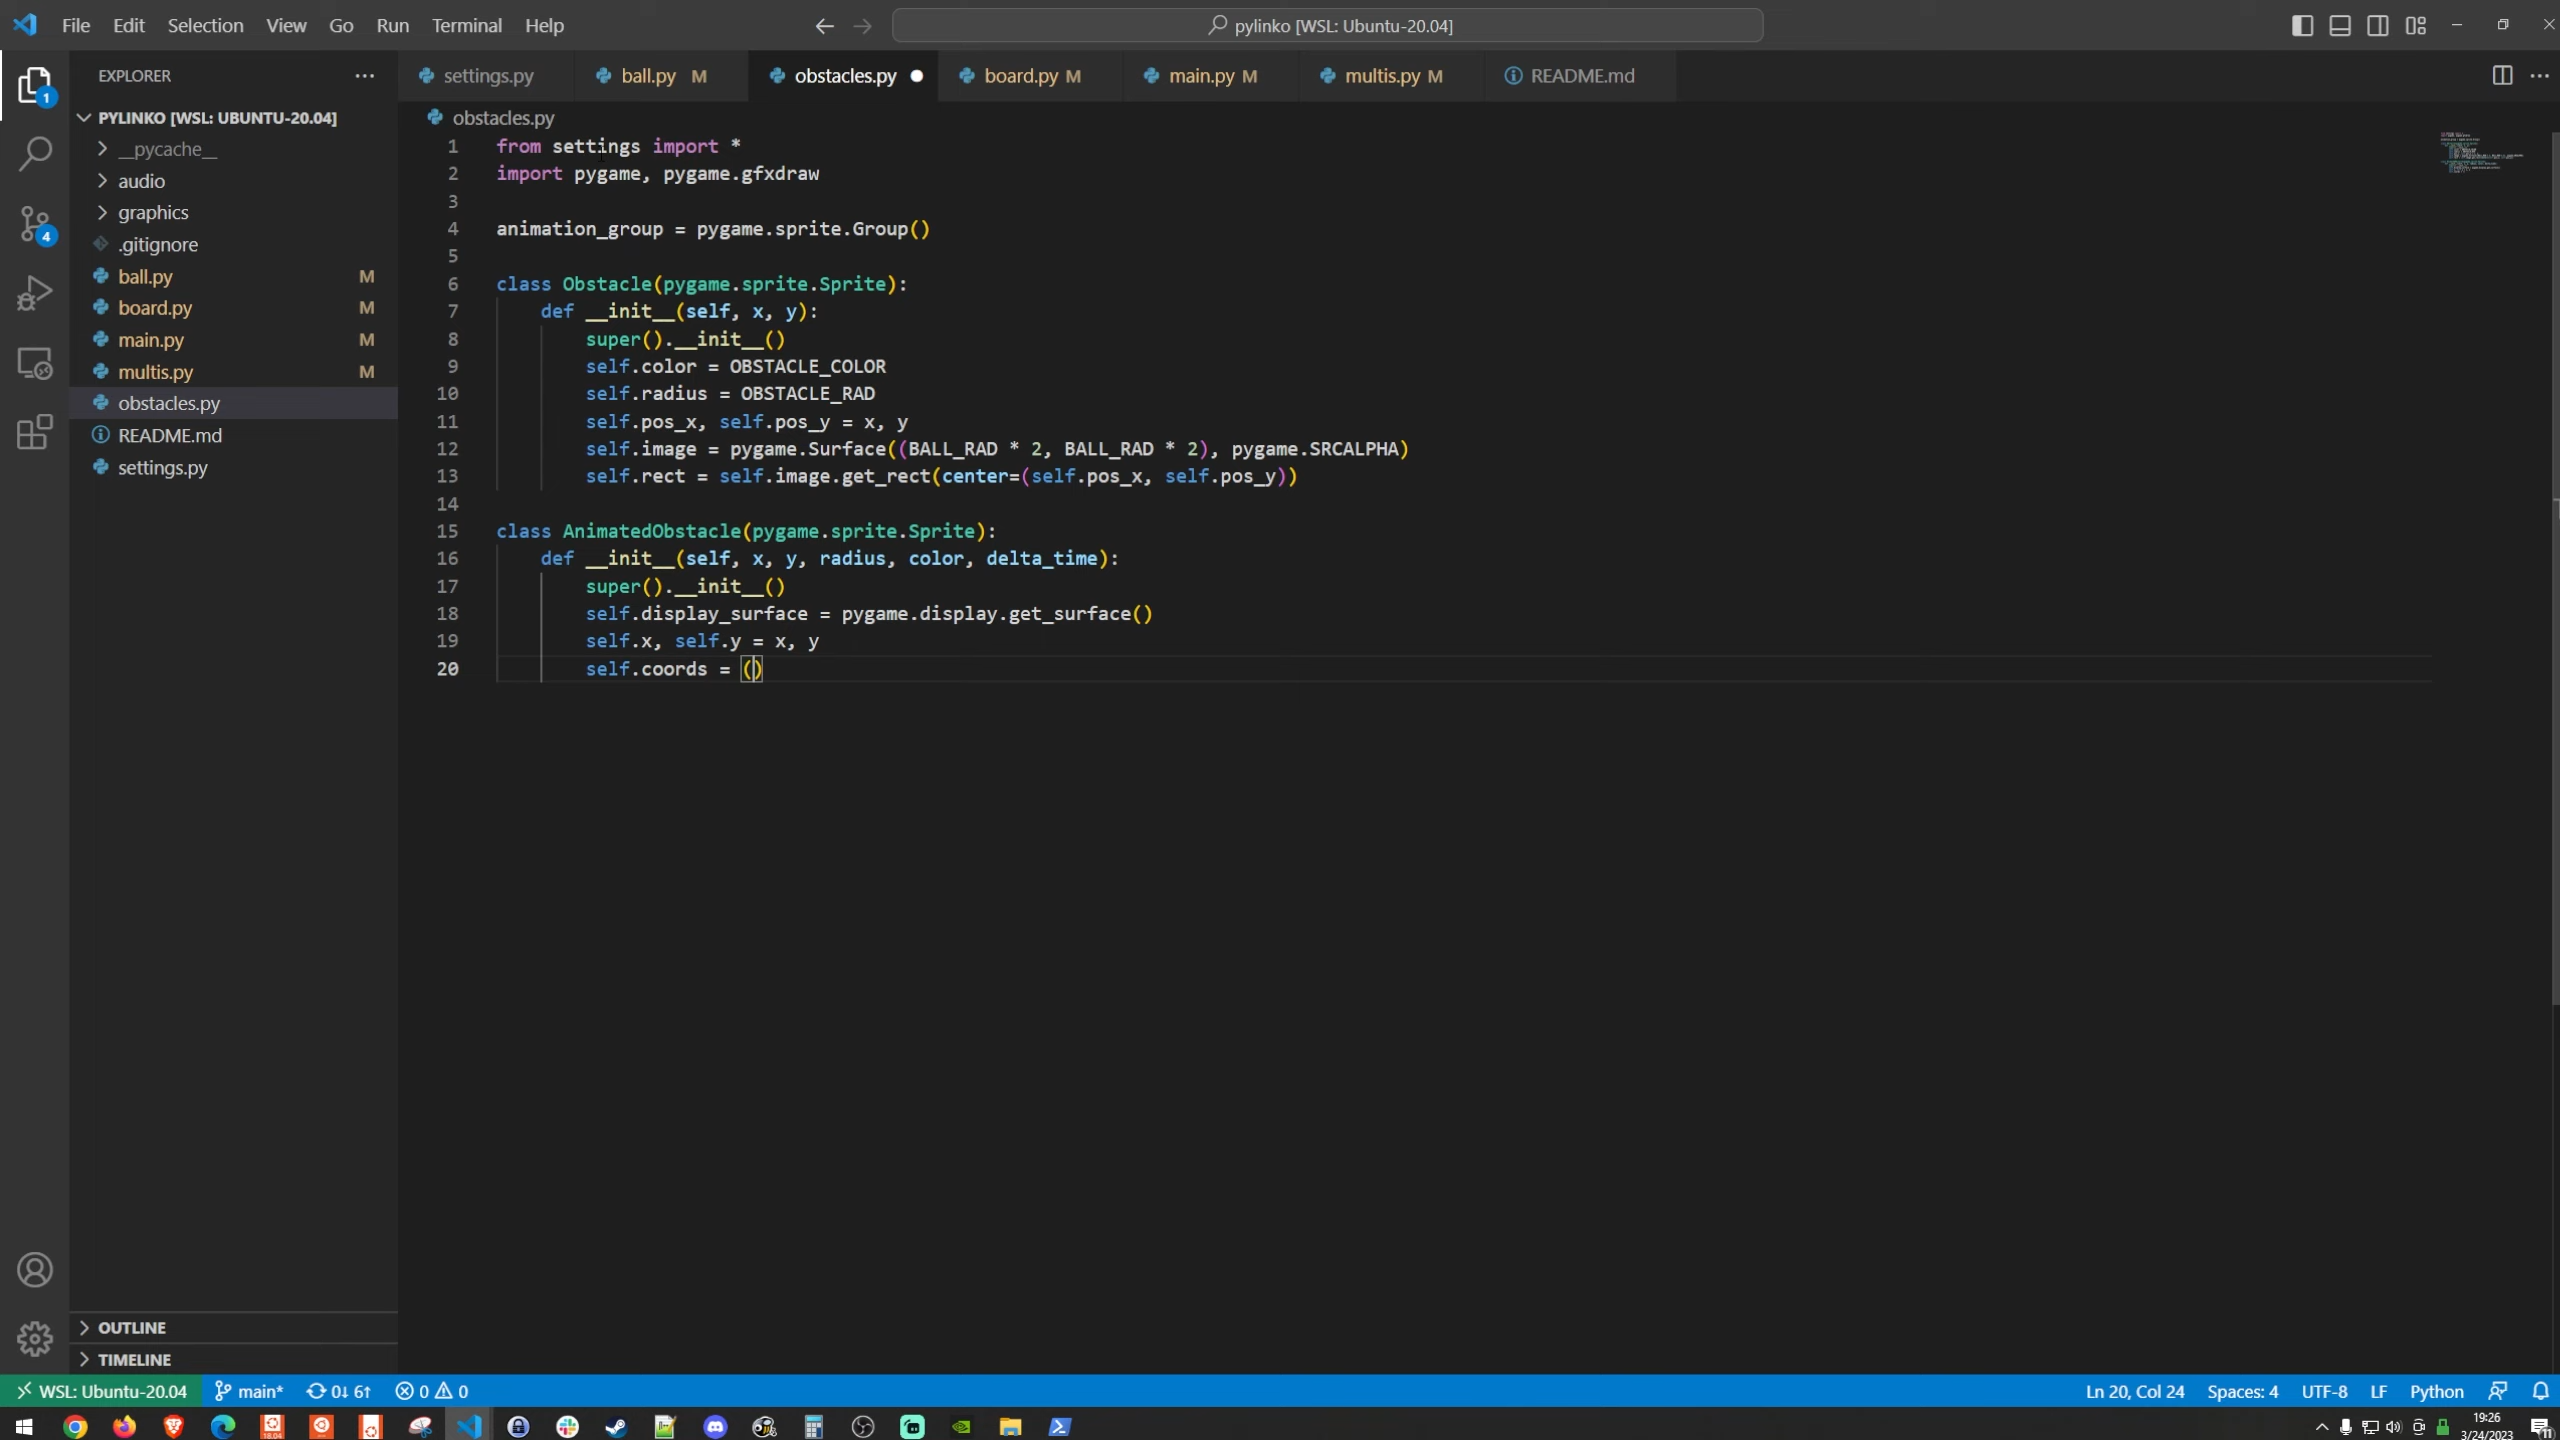 File Edit Selection View Go Run Terminal Help
pylinko [WSL: Ubuntu-20.04]
EXPLORER
settings.py
ball.py M
obstacles.py
board.py M
main.py M
multis.py M
README.md
PYLINKO [WSL: UBUNTU-20.04]
__pycache__
audio
graphics
.gitignore
ball.py M
board.py M
main.py M
multis.py M
obstacles.py
README.md
settings.py
1
4
obstacles.py
1 from settings import *
2 import pygame, pygame.gfxdraw
3
4 animation_group = pygame.sprite.Group()
5
6 class Obstacle(pygame.sprite.Sprite):
7 def __init__(self, x, y):
8 super().__init__()
9 self.color = OBSTACLE_COLOR
10 self.radius = OBSTACLE_RAD
11 self.pos_x, self.pos_y = x, y
12 self.image = pygame.Surface((BALL_RAD * 2, BALL_RAD * 2), pygame.SRCALPHA)
13 self.rect = self.image.get_rect(center=(self.pos_x, self.pos_y))
14
15 class AnimatedObstacle(pygame.sprite.Sprite):
16 def __init__(self, x, y, radius, color, delta_time):
17 super().__init__()
18 self.display_surface = pygame.display.get_surface()
19 self.x, self.y = x, y
20 self.coords = ()
OUTLINE
TIMELINE
WSL: Ubuntu-20.04 main* 0↓ 6↑ 0 0
Ln 20, Col 24 Spaces: 4 UTF-8 LF Python
18.04
19:26
3/24/2023